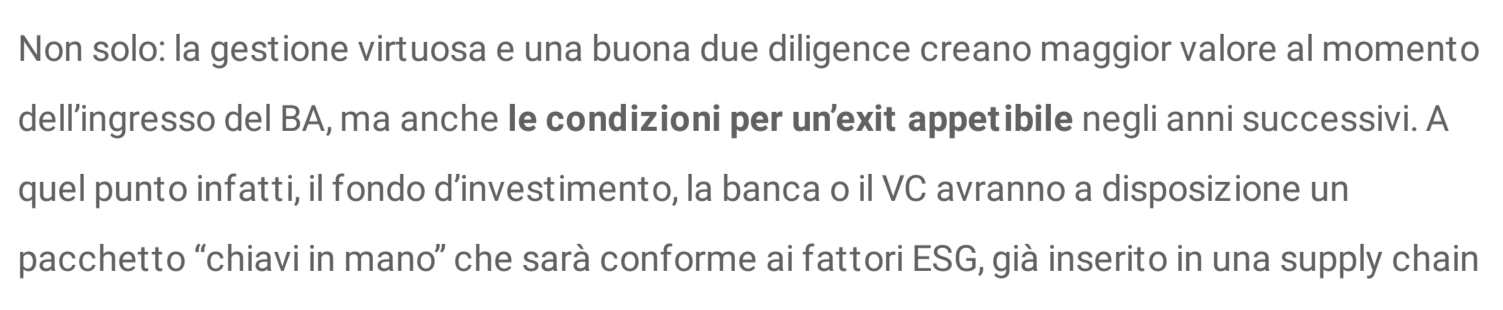 Non solo: la gestione virtuosa e una buona due diligence creano maggior valore al momento
dell’ingresso del BA, ma anche le condizioni per un’exit appetibile negli anni successivi. A
quel punto infatti, il fondo d’investimento, la banca o il VC avranno a disposizione un
pacchetto “chiavi in mano” che sarà conforme ai fattori ESG, già inserito in una supply chain